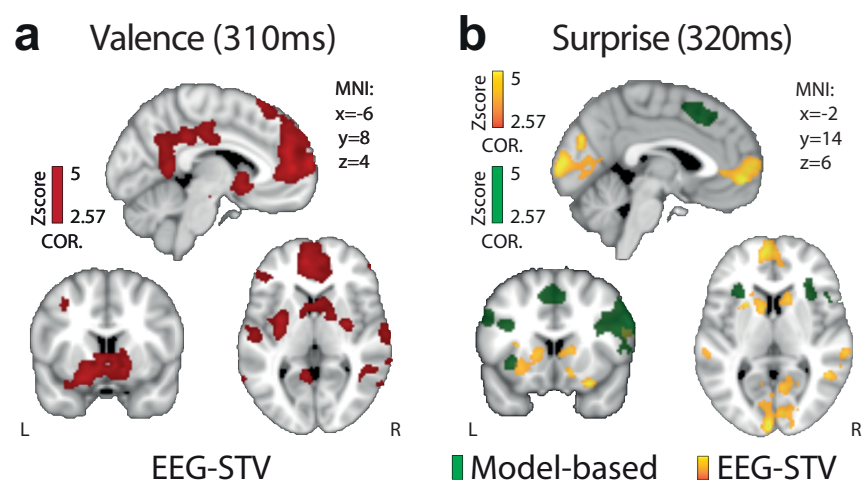 a Valence (310ms)
MNI:
x=-6
y=8
z=4
Zscore
5
2.57
COR.
L
R
EEG-STV
b Surprise (320ms)
Zscore
5
2.57
COR.
Zscore
5
2.57
COR.
MNI:
x=-2
y=14
z=6
L
R
Model-based EEG-STV